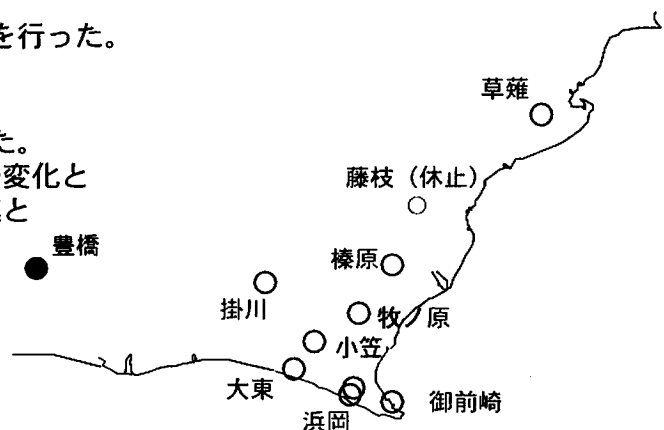 を行った。
草薙
た。
変化と
藤枝（休止）
と
豊橋
榛原
掛川
牧ノ原
小笠
大東
御前崎
浜岡